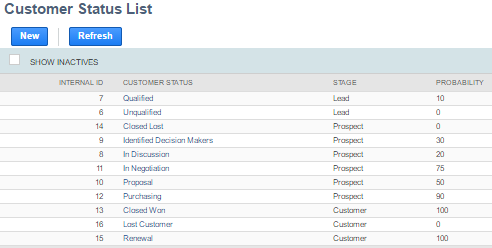 Customer Status List
New Refresh
SHOW INACTIVES
INTERNAL ID CUSTOMER STATUS STAGE PROBABILITY
7 Qualified Lead 10
6 Unqualified Lead 0
14 Closed Lost Prospect 0
9 Identified Decision Makers Prospect 30
8 In Discussion Prospect 20
11 In Negotiation Prospect 75
10 Proposal Prospect 50
12 Purchasing Prospect 90
13 Closed Won Customer 100
16 Lost Customer Customer 0
15 Renewal Customer 100